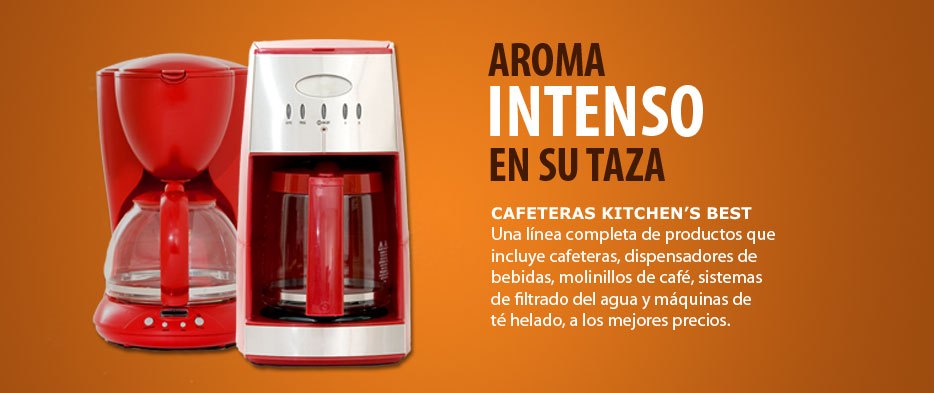 AROMA
INTENSO
EN SU TAZA
CAFETERAS KITCHEN’S BEST
Una línea completa de productos que
incluye cafeteras, dispensadores de
bebidas, molinillos de café, sistemas
de filtrado del agua y máquinas de
té helado, a los mejores precios.